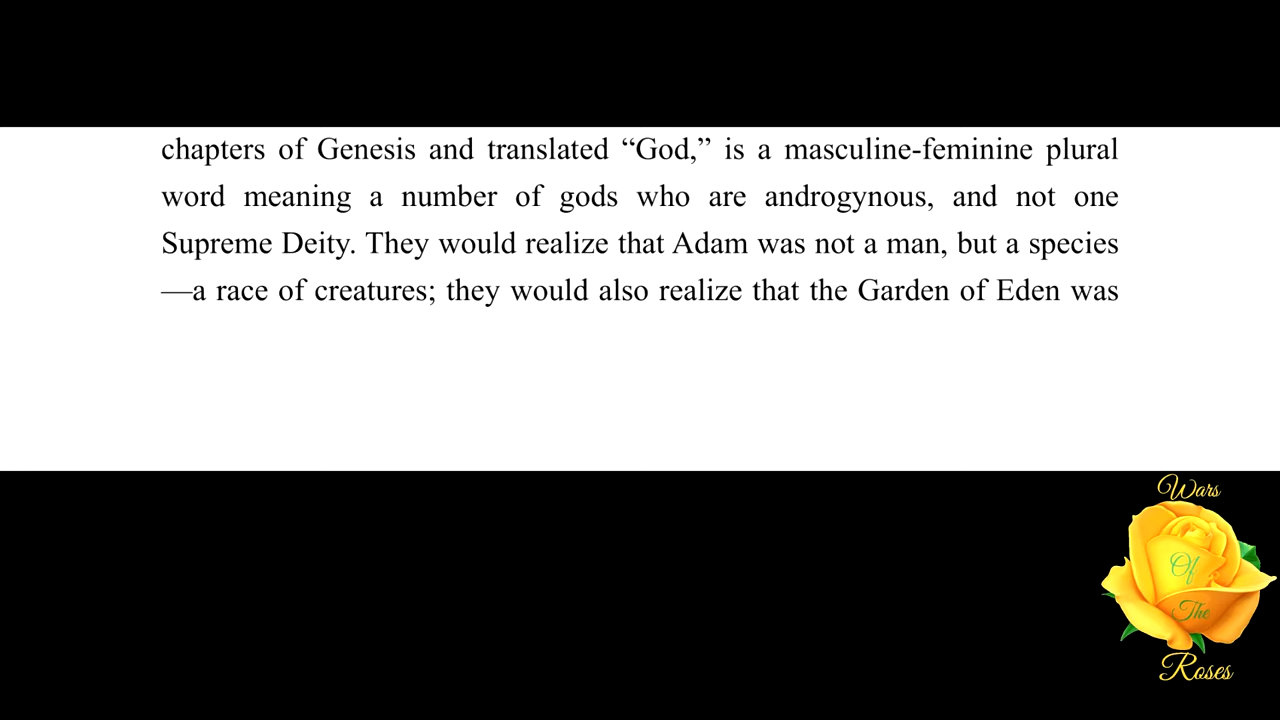 chapters of Genesis and translated “God,” is a masculine-feminine plural
word meaning a number of gods who are androgynous, and not one
Supreme Deity. They would realize that Adam was not a man, but a species
—a race of creatures; they would also realize that the Garden of Eden was
Wars
Of
The
Roses